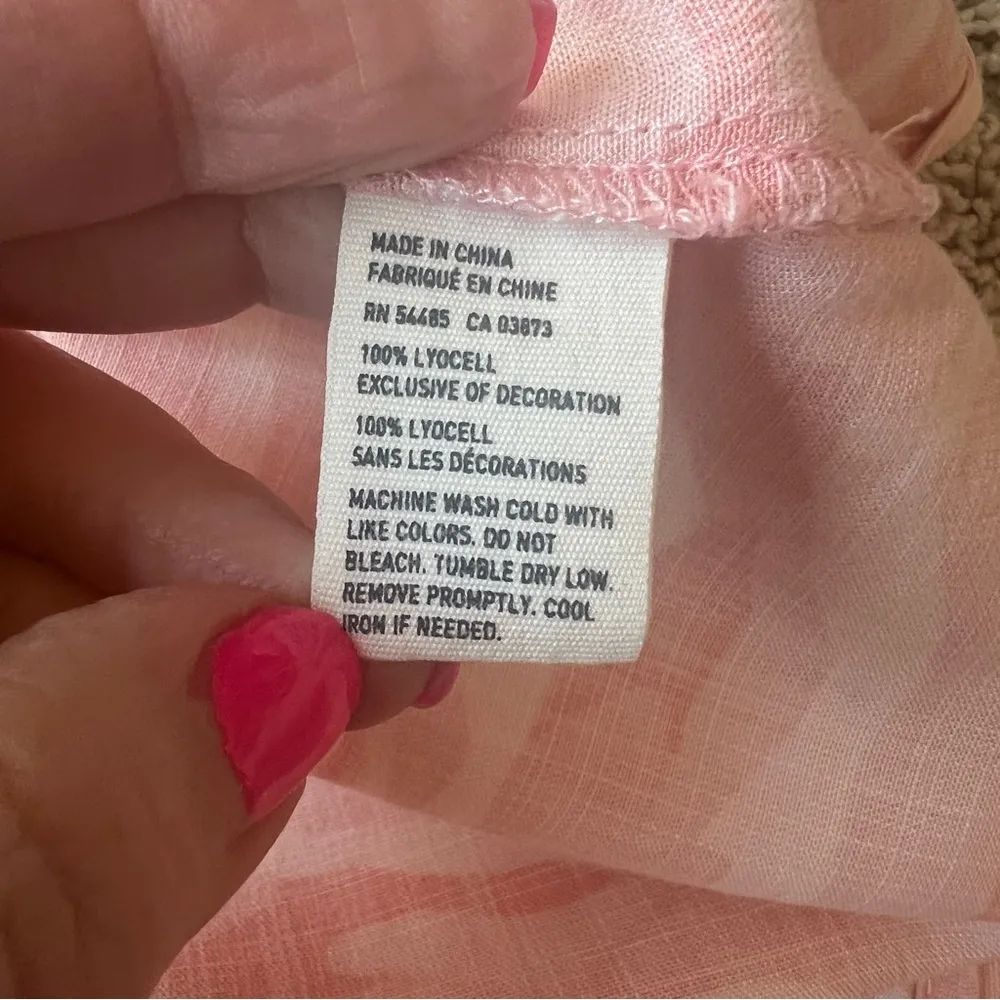 MADE IN CHINA
FABRIQUÉ EN CHINE
RN 54485 CA 03873
100% LYOCELL
EXCLUSIVE OF DECORATION
100% LYOCELL
SANS LES DÉCORATIONS
MACHINE WASH COLD WITH
LIKE COLORS. DO NOT
BLEACH. TUMBLE DRY LOW.
REMOVE PROMPTLY. COOL
IRON IF NEEDED.